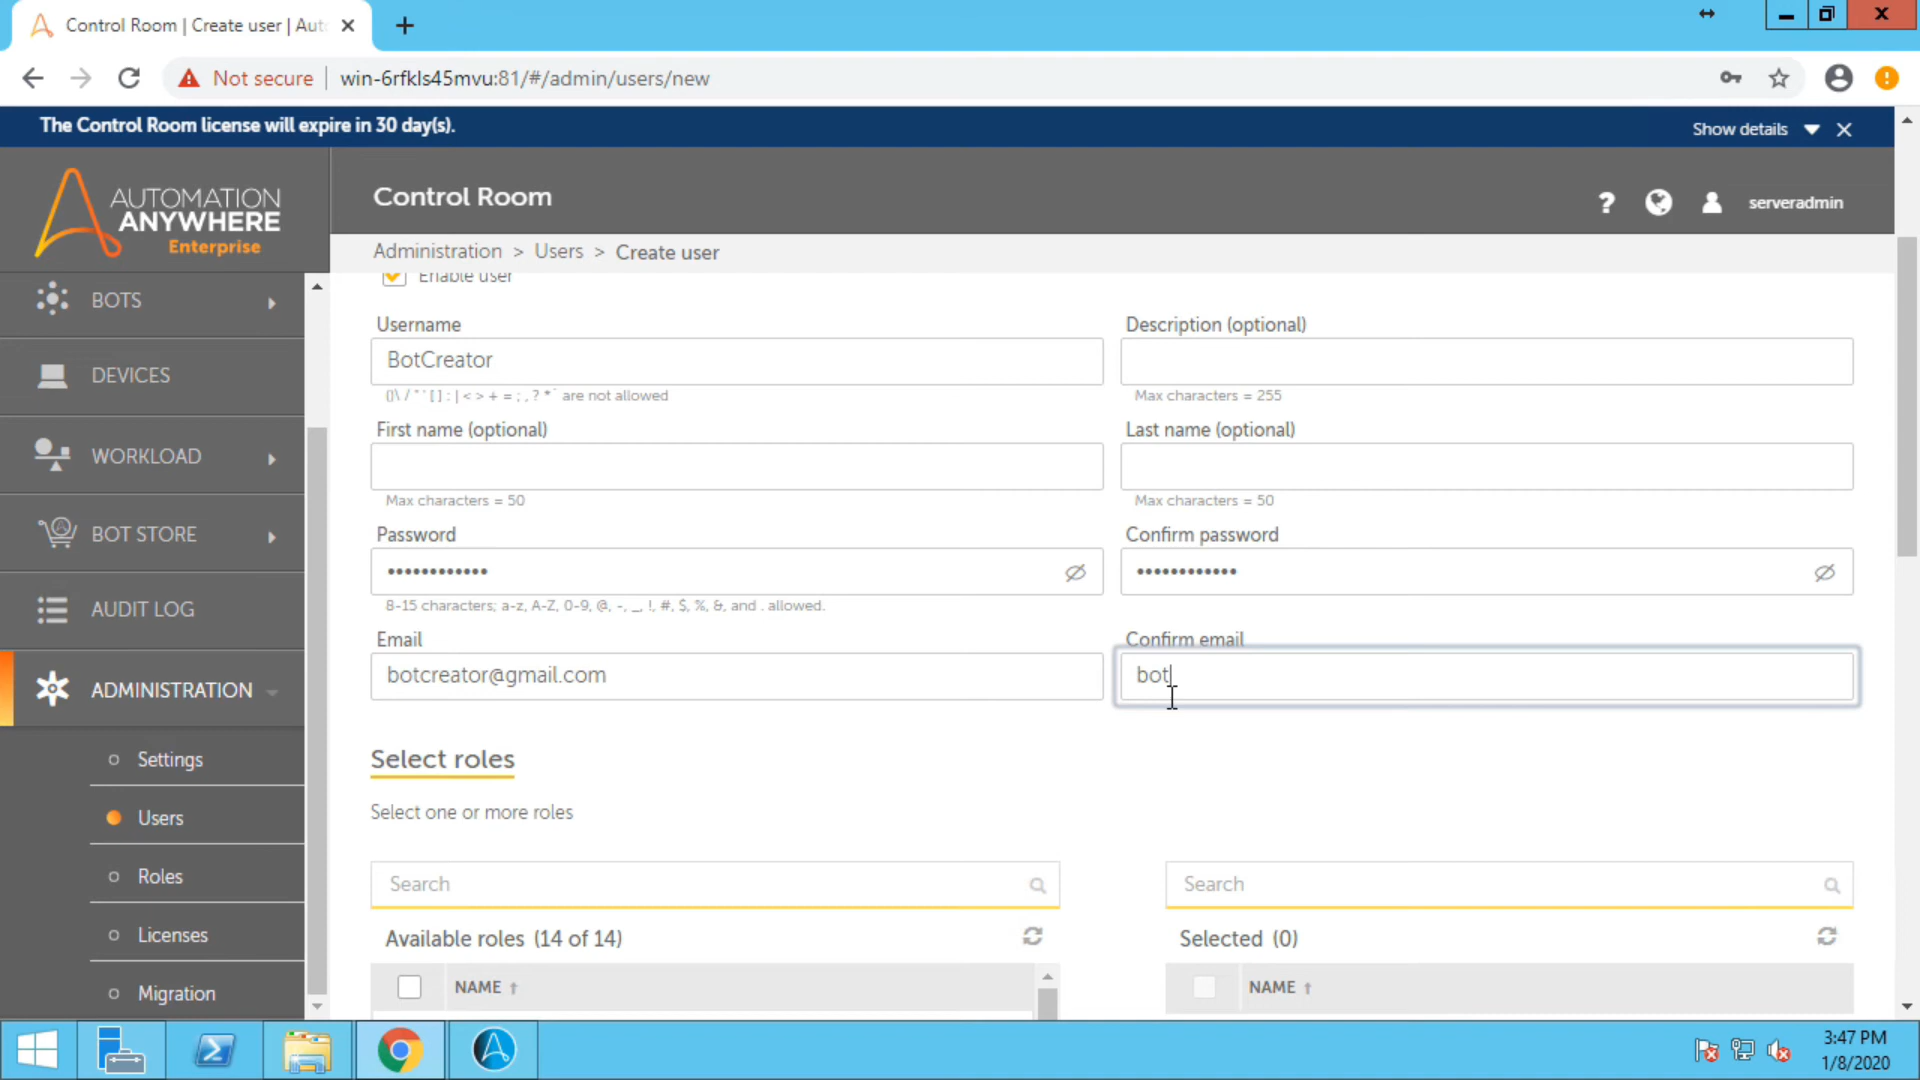 Control Room | Create user | Aut
Not secure
win-6rfkls45mvu:81/#/admin/users/new
The Control Room license will expire in 30 day(s).
Show details
AUTOMATION
ANYWHERE
Enterprise
Control Room
?
serveradmin
Administration > Users > Create user
BOTS
DEVICES
WORKLOAD
BOT STORE
AUDIT LOG
ADMINISTRATION
Settings
Users
Roles
Licenses
Migration
Enable user
Username
Description (optional)
BotCreator
()\ / " ' [ ] : | < > + = ; , ? * ` are not allowed
Max characters = 255
First name (optional)
Last name (optional)
Max characters = 50
Max characters = 50
Password
Confirm password
••••••••••••
••••••••••••
8-15 characters; a-z, A-Z, 0-9, @, -, _, !, #, $, %, &, and . allowed.
Email
Confirm email
botcreator@gmail.com
bot
Select roles
Select one or more roles
Search
Search
Available roles (14 of 14)
Selected (0)
NAME
NAME
3:47 PM
1/8/2020